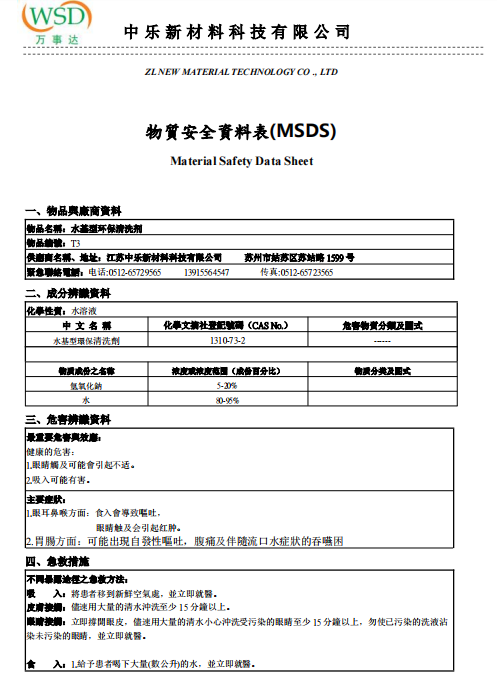 WSD
万事达
中乐新材料科技有限公司
ZL NEW MATERIAL TECHNOLOGY CO ., LTD
物質安全資料表(MSDS)
Material Safety Data Sheet
一、物品與廠商資料
物品名稱：水基型环保清洗剂
物品編號：T3
供應商名稱、地址：江苏中乐新材料科技有限公司 苏州市姑苏区苏站路 1599 号
緊急聯絡電話：电话:0512-65729565 13915564547 传真:0512-65723565
二、成分辨識資料
化學性質：水溶液
中 文 名 稱 化學文摘社登記號碼（CAS No.） 危害物質分類及圖式
水基型環保清洗劑 1310-73-2 ------
物质成份之名称 浓度或浓度范围（成份百分比） 物质分类及图式
氢氧化鈉 5-20%
水 80-95%
三、危害辨識資料
最重要危害與效應：
健康的危害：
1.眼睛觸及可能會引起不适。
2.吸入可能有害。
主要症狀：
1.眼耳鼻喉方面：食入會導致嘔吐，
眼睛触及会引起红肿。
2.胃腸方面：可能出現自發性嘔吐，腹痛及伴隨流口水症狀的吞嚥困
四、急救措施
不同暴露途徑之急救方法：
吸 入：將患者移到新鮮空氣處，並立即就醫。
皮膚接觸：儘速用大量的清水沖洗至少 15 分鐘以上。
眼睛接觸：立即撐開眼皮，儘速用大量的清水小心沖洗受污染的眼睛至少 15 分鐘以上，勿使已污染的洗液沾
染未污染的眼睛，並立即就醫。
食 入：1.給予患者喝下大量(數公升)的水，並立即就醫。